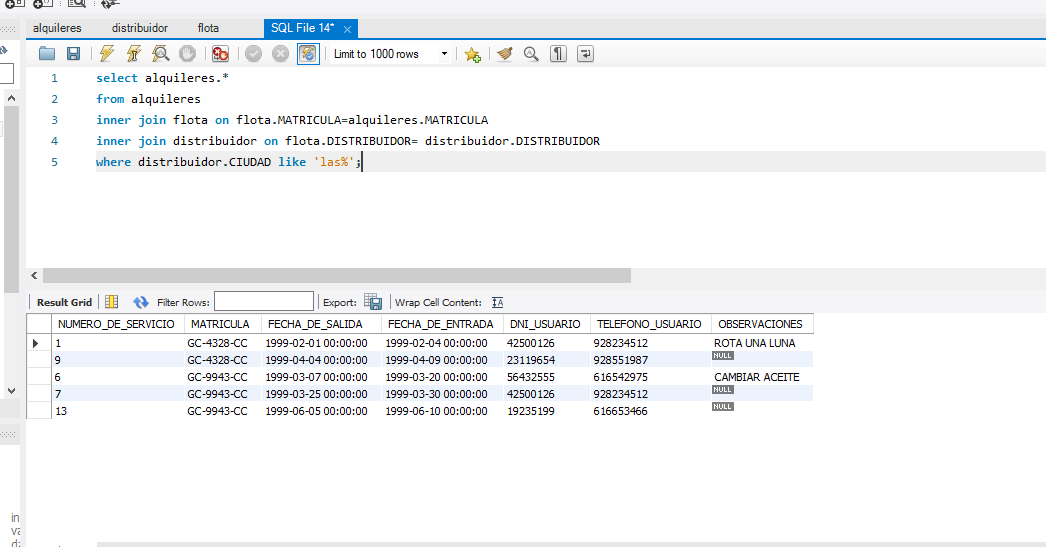 alquileres distribuidor flota SQL File 14*
Limit to 1000 rows
1 select alquileres.*
2 from alquileres
3 inner join flota on flota.MATRICULA=alquileres.MATRICULA
4 inner join distribuidor on flota.DISTRIBUIDOR= distribuidor.DISTRIBUIDOR
5 where distribuidor.CIUDAD like 'las%';
Result Grid Filter Rows: Export: Wrap Cell Content:
NUMERO_DE_SERVICIO MATRICULA FECHA_DE_SALIDA FECHA_DE_ENTRADA DNI_USUARIO TELEFONO_USUARIO OBSERVACIONES
1 GC-4328-CC 1999-02-01 00:00:00 1999-02-04 00:00:00 42500126 928234512 ROTA UNA LUNA
9 GC-4328-CC 1999-04-04 00:00:00 1999-04-09 00:00:00 23119654 928551987 NULL
6 GC-9943-CC 1999-03-07 00:00:00 1999-03-20 00:00:00 56432555 616542975 CAMBIAR ACEITE
7 GC-9943-CC 1999-03-25 00:00:00 1999-03-30 00:00:00 42500126 928234512 NULL
13 GC-9943-CC 1999-06-05 00:00:00 1999-06-10 00:00:00 19235199 616653466 NULL
in